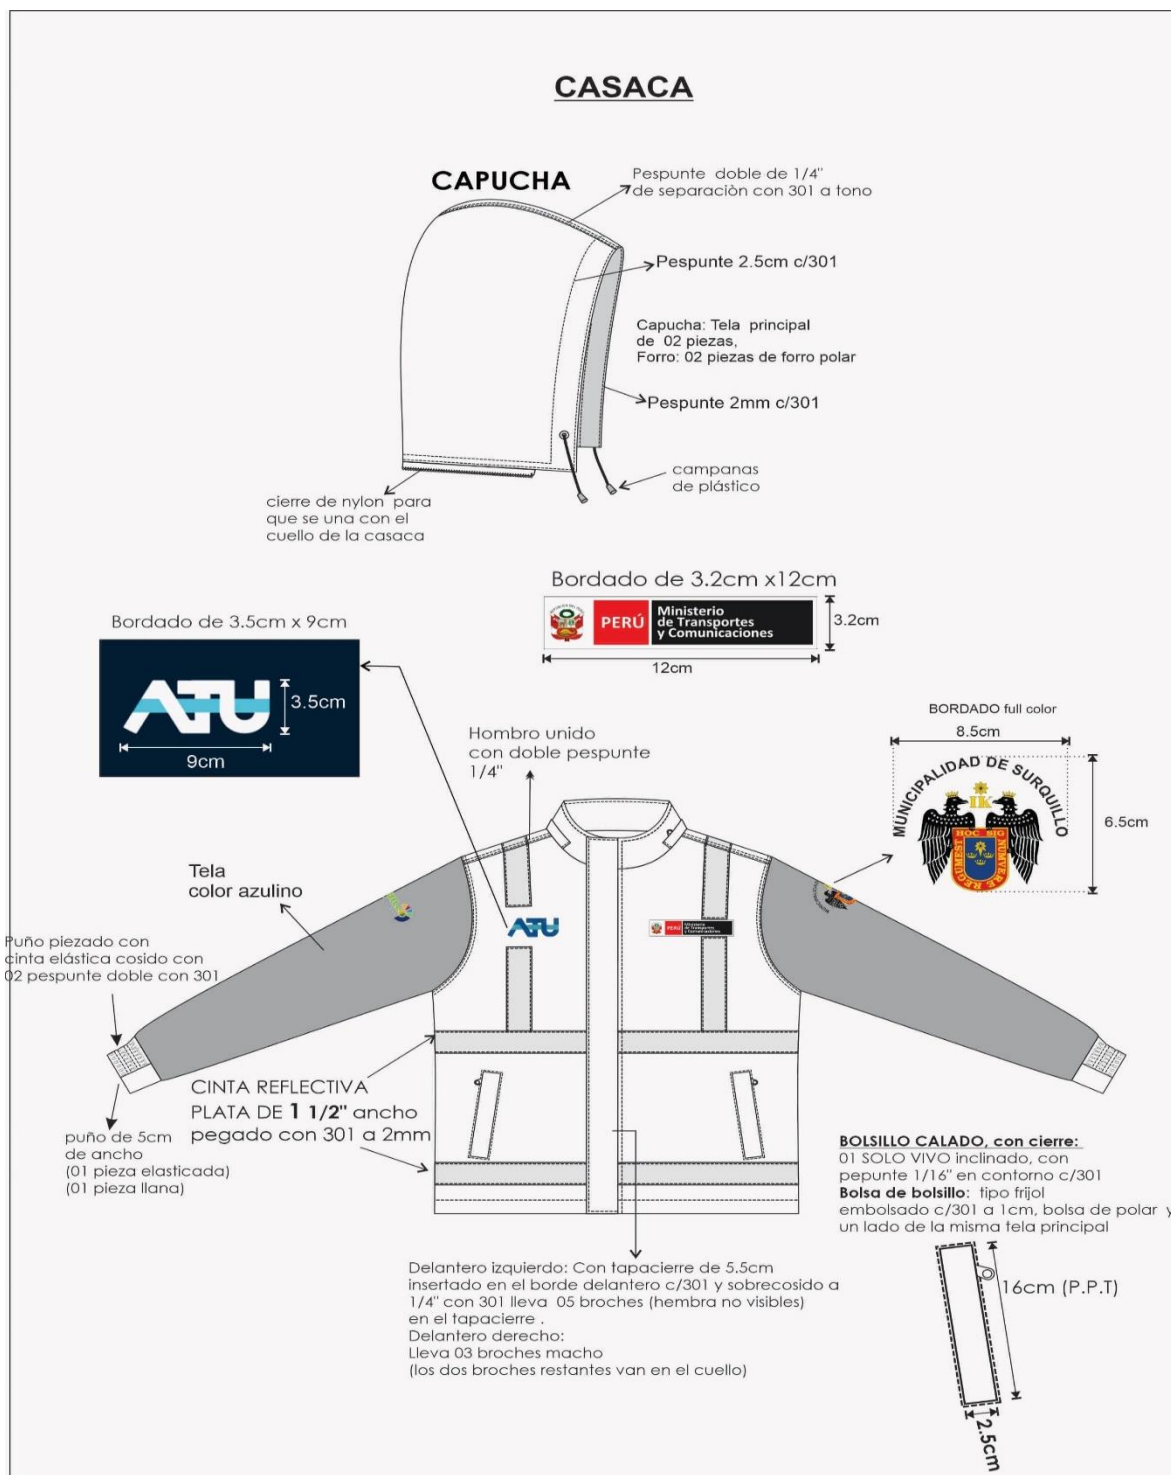 CASACA
CAPUCHA
Pespunte doble de 1/4"
de separaciòn con 301 a tono
Pespunte 2.5cm c/301
Capucha: Tela principal
de 02 piezas,
Forro: 02 piezas de forro polar
Pespunte 2mm c/301
campanas
de plástico
cierre de nylon para
que se una con el
cuello de la casaca
Bordado de 3.2cm x12cm
PERÚ
Ministerio
de Transportes
y Comunicaciones
3.2cm
12cm
Bordado de 3.5cm x 9cm
ATU
3.5cm
9cm
Hombro unido
con doble pespunte
1/4"
BORDADO full color
8.5cm
MUNICIPALIDAD DE SURQUILLO
IK
HOC SIG
NUMVERE
REGUMEST
6.5cm
Tela
color azulino
ATU
PERÚ
Ministerio
de Transportes
y Comunicaciones
Puño piezado con
cinta elástica cosido con
02 pespunte doble con 301
CINTA REFLECTIVA
PLATA DE 1 1/2" ancho
pegado con 301 a 2mm
puño de 5cm
de ancho
(01 pieza elasticada)
(01 pieza llana)
BOLSILLO CALADO, con cierre:
01 SOLO VIVO inclinado, con
pepunte 1/16" en contorno c/301
Bolsa de bolsillo: tipo frijol
embolsado c/301 a 1cm, bolsa de polar y
un lado de la misma tela principal
16cm (P.P.T)
2.5cm
Delantero izquierdo: Con tapacierre de 5.5cm
insertado en el borde delantero c/301 y sobrecosido a
1/4" con 301 lleva 05 broches (hembra no visibles)
en el tapacierre .
Delantero derecho:
Lleva 03 broches macho
(los dos broches restantes van en el cuello)